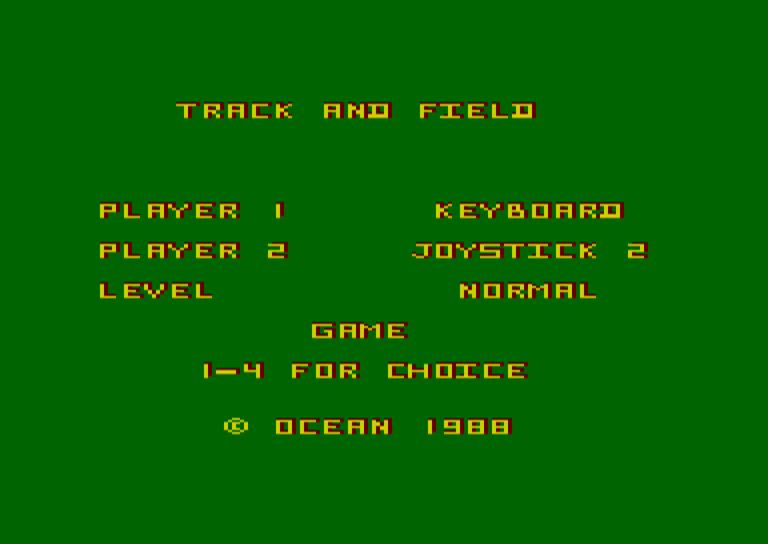 TRACK AND FIELD
PLAYER 1 KEYBOARD
PLAYER 2 JOYSTICK 2
LEVEL NORMAL
GAME
1-4 FOR CHOICE
© OCEAN 1988